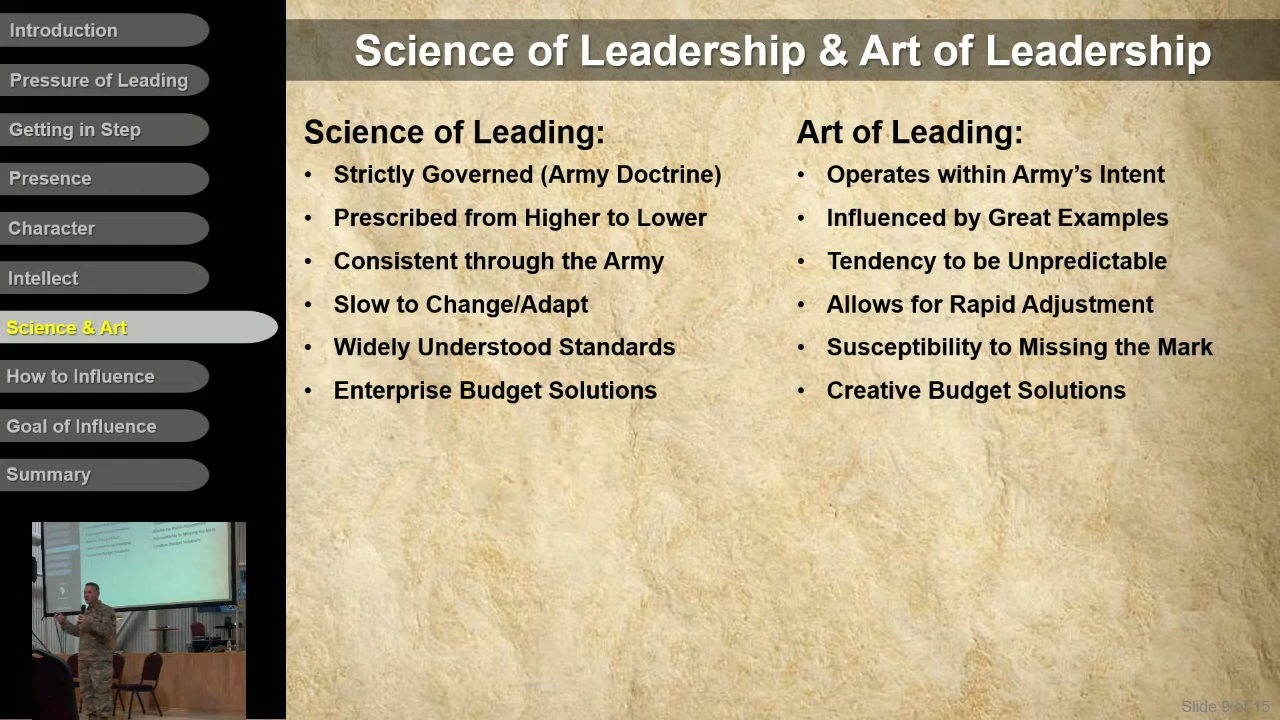 Introduction
Pressure of Leading
Getting in Step
Presence
Character
Intellect
Science & Art
How to Influence
Goal of Influence
Summary
Science of Leadership & Art of Leadership
Science of Leading:
• Strictly Governed (Army Doctrine)
• Prescribed from Higher to Lower
• Consistent through the Army
• Slow to Change/Adapt
• Widely Understood Standards
• Enterprise Budget Solutions
Art of Leading:
• Operates within Army’s Intent
• Influenced by Great Examples
• Tendency to be Unpredictable
• Allows for Rapid Adjustment
• Susceptibility to Missing the Mark
• Creative Budget Solutions
Slide 9 of 15